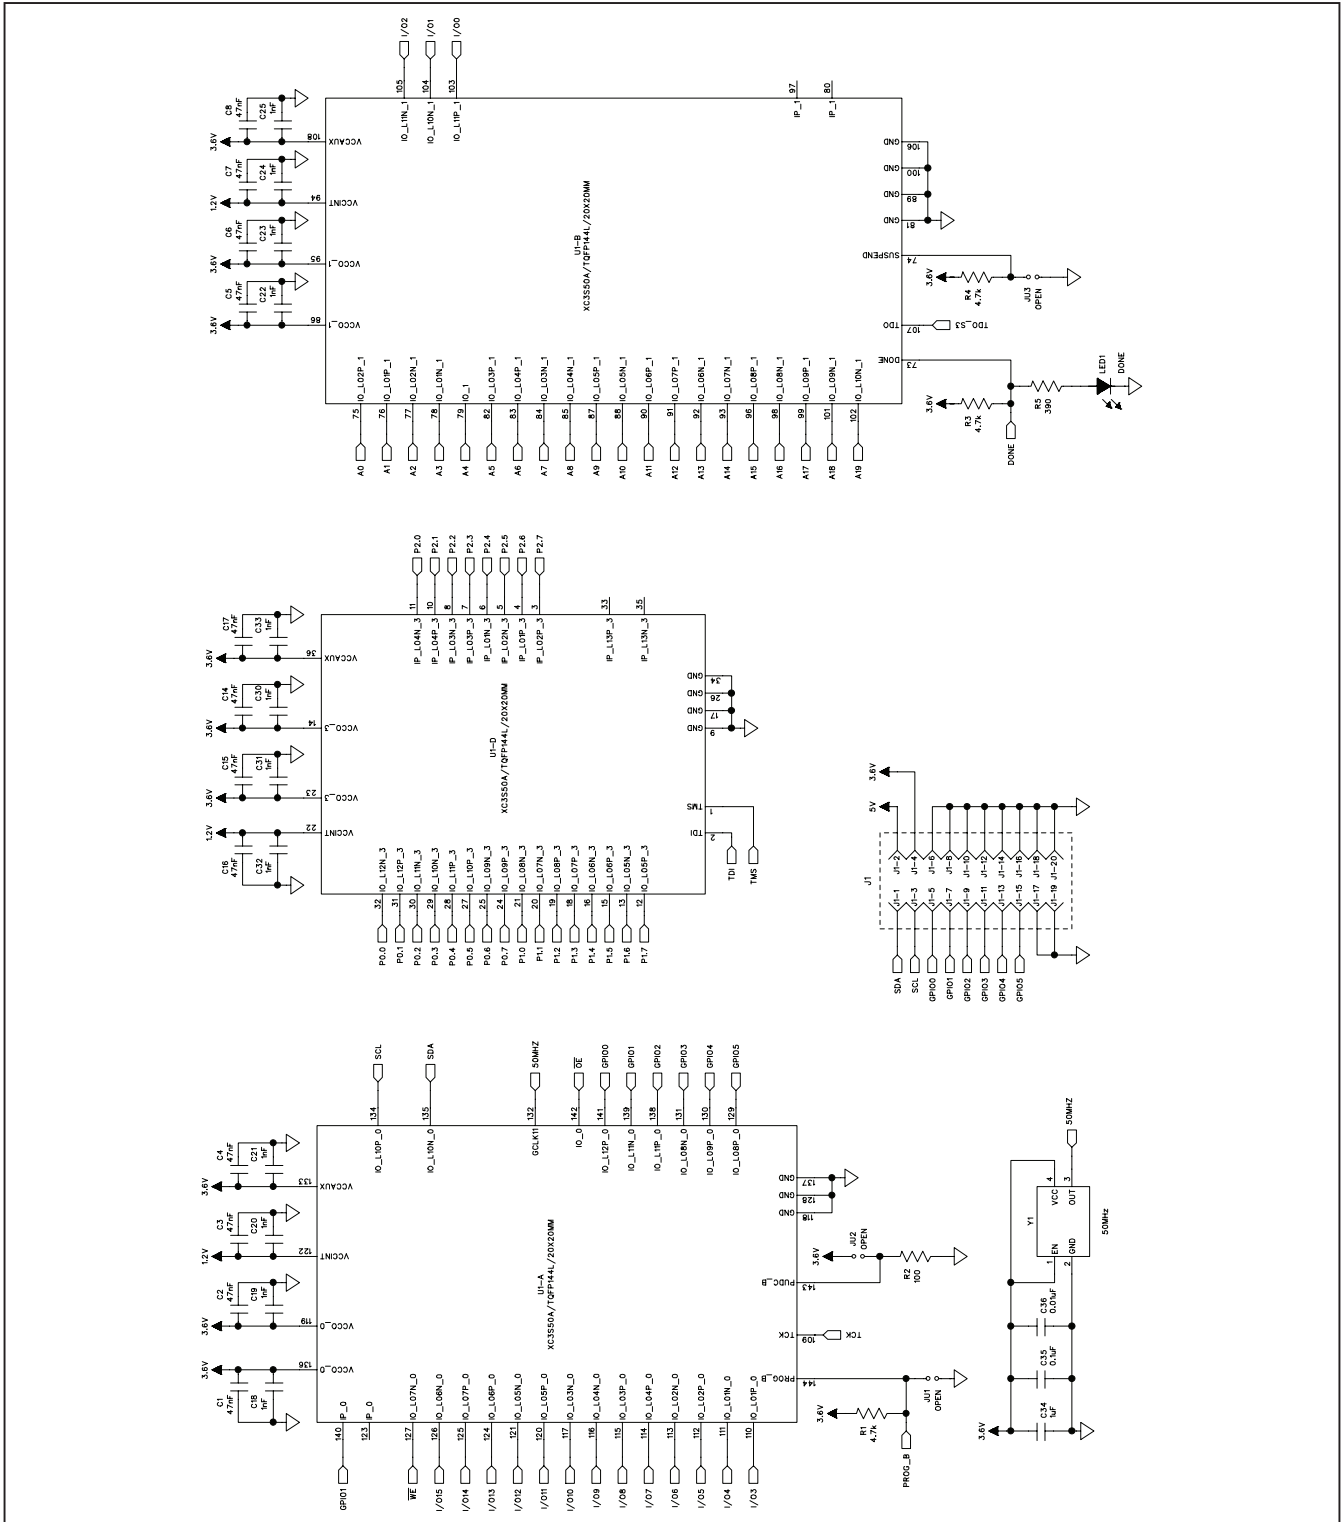 I/O2
I/O1
I/O0
105
104
103
97
80
IO_L11N_1
IO_L10N_1
IO_L11P_1
IP_1
IP_1
C8
47nF
C25
1nF
3.6V
108
VCCAUX
C7
47nF
C24
1nF
1.2V
94
VCCINT
C6
47nF
C23
1nF
3.6V
95
VCCO_1
C5
47nF
C22
1nF
3.6V
86
VCCO_1
U1-B
XC3S50A/TQFP144L/20X20MM
GND
106
GND
100
GND
89
GND
81
SUSPEND
74
3.6V
R4
4.7k
JU3
OPEN
TDO
107
TDO_S3
DONE
73
3.6V
R3
4.7k
DONE
R5
390
LED1
DONE
IO_L02P_1
IO_L01P_1
IO_L02N_1
IO_L01N_1
IO_1
IO_L03P_1
IO_L04P_1
IO_L03N_1
IO_L04N_1
IO_L05P_1
IO_L05N_1
IO_L06P_1
IO_L07P_1
IO_L06N_1
IO_L07N_1
IO_L08P_1
IO_L08N_1
IO_L09P_1
IO_L09N_1
IO_L10N_1
75
76
77
78
79
82
83
84
85
87
88
90
91
92
93
96
98
99
101
102
A0
A1
A2
A3
A4
A5
A6
A7
A8
A9
A10
A11
A12
A13
A14
A15
A16
A17
A18
A19
P2.0
P2.1
P2.2
P2.3
P2.4
P2.5
P2.6
P2.7
11
10
8
7
6
5
4
3
33
35
IP_L04N_3
IP_L04P_3
IP_L03N_3
IP_L03P_3
IP_L01N_3
IP_L02N_3
IP_L01P_3
IP_L02P_3
IP_L13P_3
IP_L13N_3
C17
47nF
C33
1nF
3.6V
36
VCCAUX
C14
47nF
C30
1nF
3.6V
14
VCCO_3
C15
47nF
C31
1nF
3.6V
23
VCCO_3
1.2V
22
VCCINT
C16
47nF
C32
1nF
U1-D
XC3S50A/TQFP144L/20X20MM
GND
34
GND
26
GND
17
GND
9
TMS
1
TDI
2
TDI
TMS
IO_L12N_3
IO_L12P_3
IO_L11N_3
IO_L10N_3
IO_L11P_3
IO_L10P_3
IO_L09N_3
IO_L09P_3
IO_L08N_3
IO_L07N_3
IO_L08P_3
IO_L07P_3
IO_L06N_3
IO_L06P_3
IO_L05N_3
IO_L05P_3
32
31
30
29
28
27
25
24
21
20
19
18
16
15
13
12
P0.0
P0.1
P0.2
P0.3
P0.4
P0.5
P0.6
P0.7
P1.0
P1.1
P1.2
P1.3
P1.4
P1.5
P1.6
P1.7
3.6V
5V
J1
J1-2
J1-4
J1-6
J1-8
J1-10
J1-12
J1-14
J1-16
J1-18
J1-20
J1-1
J1-3
J1-5
J1-7
J1-9
J1-11
J1-13
J1-15
J1-17
J1-19
SDA
SCL
GPIO0
GPIO1
GPIO2
GPIO3
GPIO4
GPIO5
SCL
SDA
50MHZ
OE
GPIO0
GPIO1
GPIO2
GPIO3
GPIO4
GPIO5
134
135
132
142
141
139
138
131
130
129
IO_L10P_0
IO_L10N_0
GCLK11
IO_0
IO_L12P_0
IO_L11N_0
IO_L11P_0
IO_L08N_0
IO_L09P_0
IO_L08P_0
C4
47nF
C21
1nF
3.6V
133
VCCAUX
C3
47nF
C20
1nF
1.2V
122
VCCINT
C2
47nF
C19
1nF
3.6V
119
VCCO_0
3.6V
136
VCCO_0
C1
47nF
C18
1nF
U1-A
XC3S50A/TQFP144L/20X20MM
GND
137
GND
128
GND
118
3.6V
JU2
OPEN
R2
100
PUDC_B
143
TCK
109
TCK
PROG_B
144
3.6V
R1
4.7k
JU1
OPEN
PROG_B
IP_0
IP_0
IO_L07N_0
IO_L06N_0
IO_L07P_0
IO_L06P_0
IO_L05N_0
IO_L05P_0
IO_L03N_0
IO_L04N_0
IO_L03P_0
IO_L04P_0
IO_L02N_0
IO_L02P_0
IO_L01N_0
IO_L01P_0
140
123
127
126
125
124
121
120
117
116
115
114
113
112
111
110
GPIO1
WE
I/O15
I/O14
I/O13
I/O12
I/O11
I/O10
I/O9
I/O8
I/O7
I/O6
I/O5
I/O4
I/O3
50MHZ
4
3
VCC
OUT
Y1
EN
GND
1
2
50MHz
C36
0.01uF
C35
0.1uF
C34
1uF
3.6V